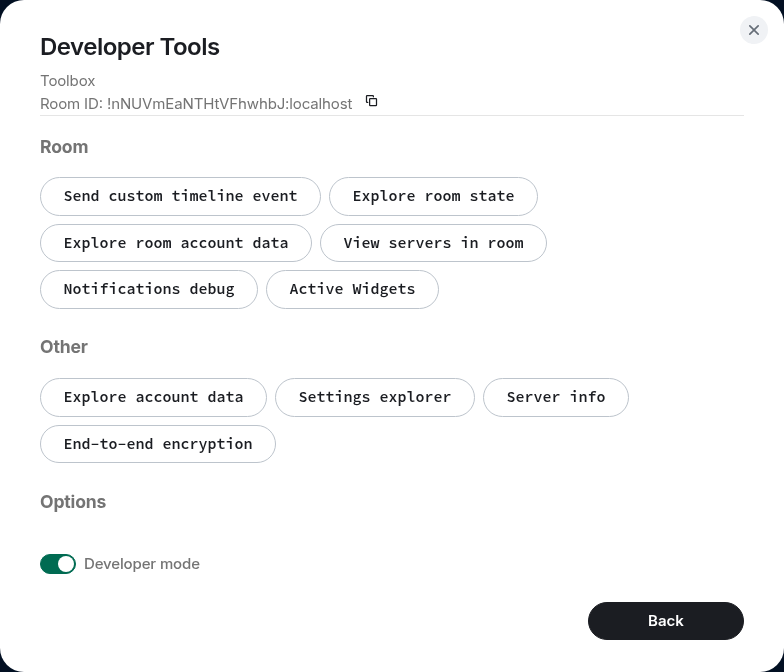 Developer Tools
Toolbox
Room ID: !nNUVmEaNTHtVFhwhbJ:localhost
Room
Send custom timeline event
Explore room state
Explore room account data
View servers in room
Notifications debug
Active Widgets
Other
Explore account data
Settings explorer
Server info
End-to-end encryption
Options
Developer mode
Back